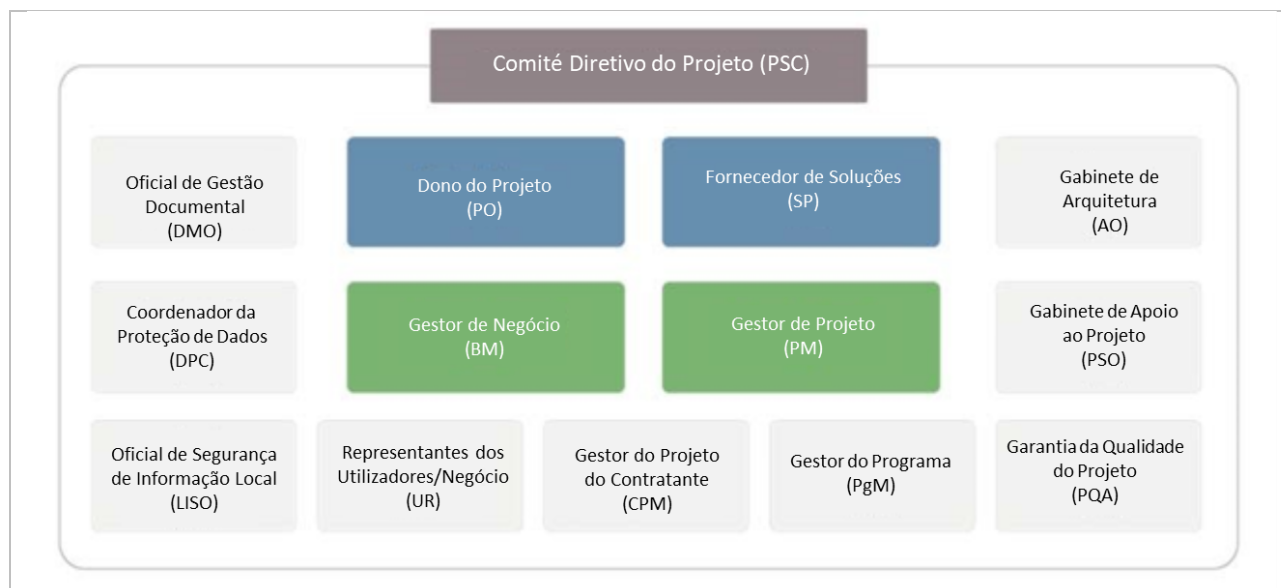 Comité Diretivo do Projeto (PSC)
Oficial de Gestão
Documental
(DMO)
Dono do Projeto
(PO)
Fornecedor de Soluções
(SP)
Gabinete de
Arquitetura
(AO)
Coordenador da
Proteção de Dados
(DPC)
Gestor de Negócio
(BM)
Gestor de Projeto
(PM)
Gabinete de Apoio
ao Projeto
(PSO)
Oficial de Segurança
de Informação Local
(LISO)
Representantes dos
Utilizadores/Negócio
(UR)
Gestor do Projeto
do Contratante
(CPM)
Gestor do Programa
(PgM)
Garantia da Qualidade
do Projeto
(PQA)